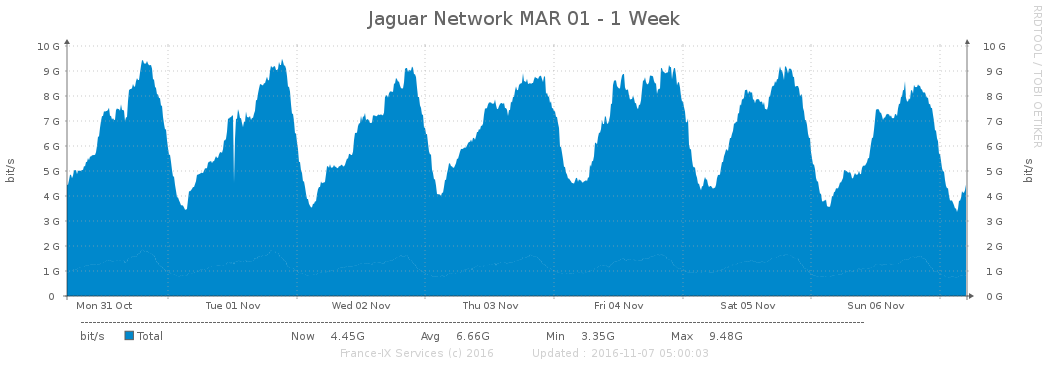 Jaguar Network MAR 01 - 1 Week
RRDTOOL / TOBI OETIKER
bit/s
10 G 10 G
9 G 9 G
8 G 8 G
7 G 7 G
6 G 6 G
5 G 5 G
4 G 4 G
3 G 3 G
2 G 2 G
1 G 1 G
0 0 G
bit/s
Mon 31 Oct Tue 01 Nov Wed 02 Nov Thu 03 Nov Fri 04 Nov Sat 05 Nov Sun 06 Nov
bit/s Total Now 4.45G Avg 6.66G Min 3.35G Max 9.48G
France-IX Services (c) 2016 Updated : 2016-11-07 05:00:03